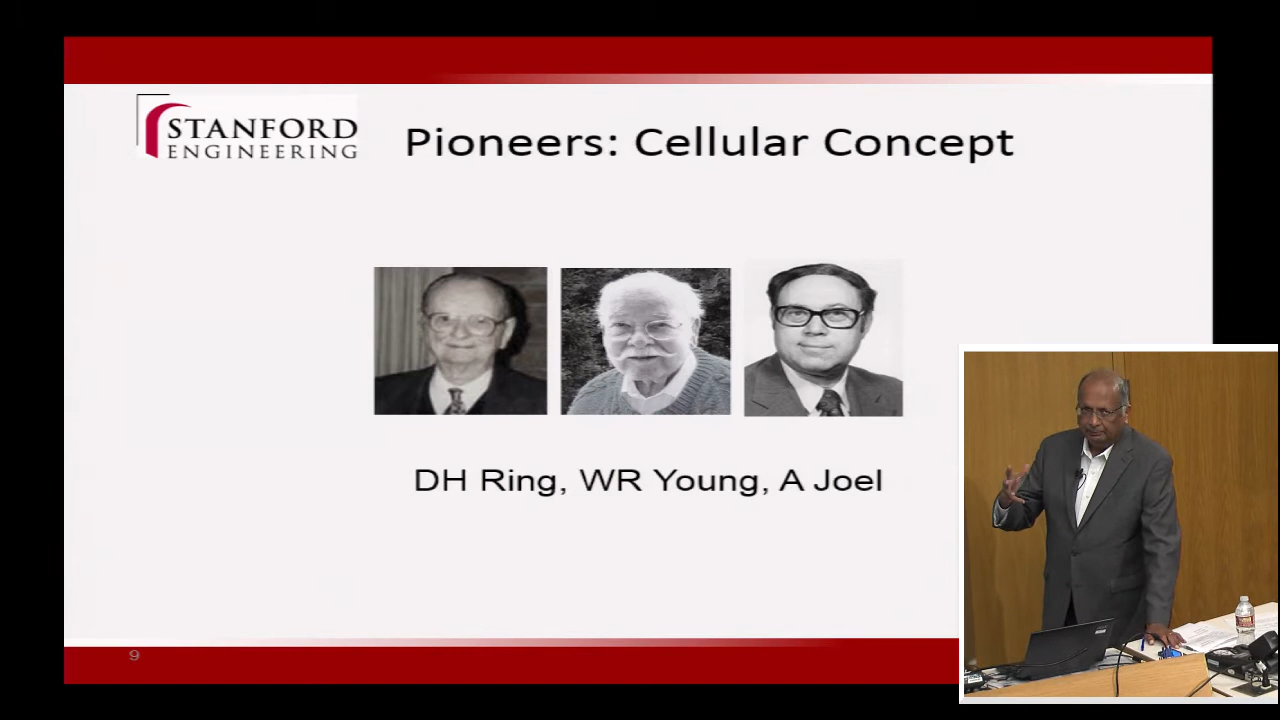 STANFORD
ENGINEERING
Pioneers: Cellular Concept
DH Ring, WR Young, A Joel
9